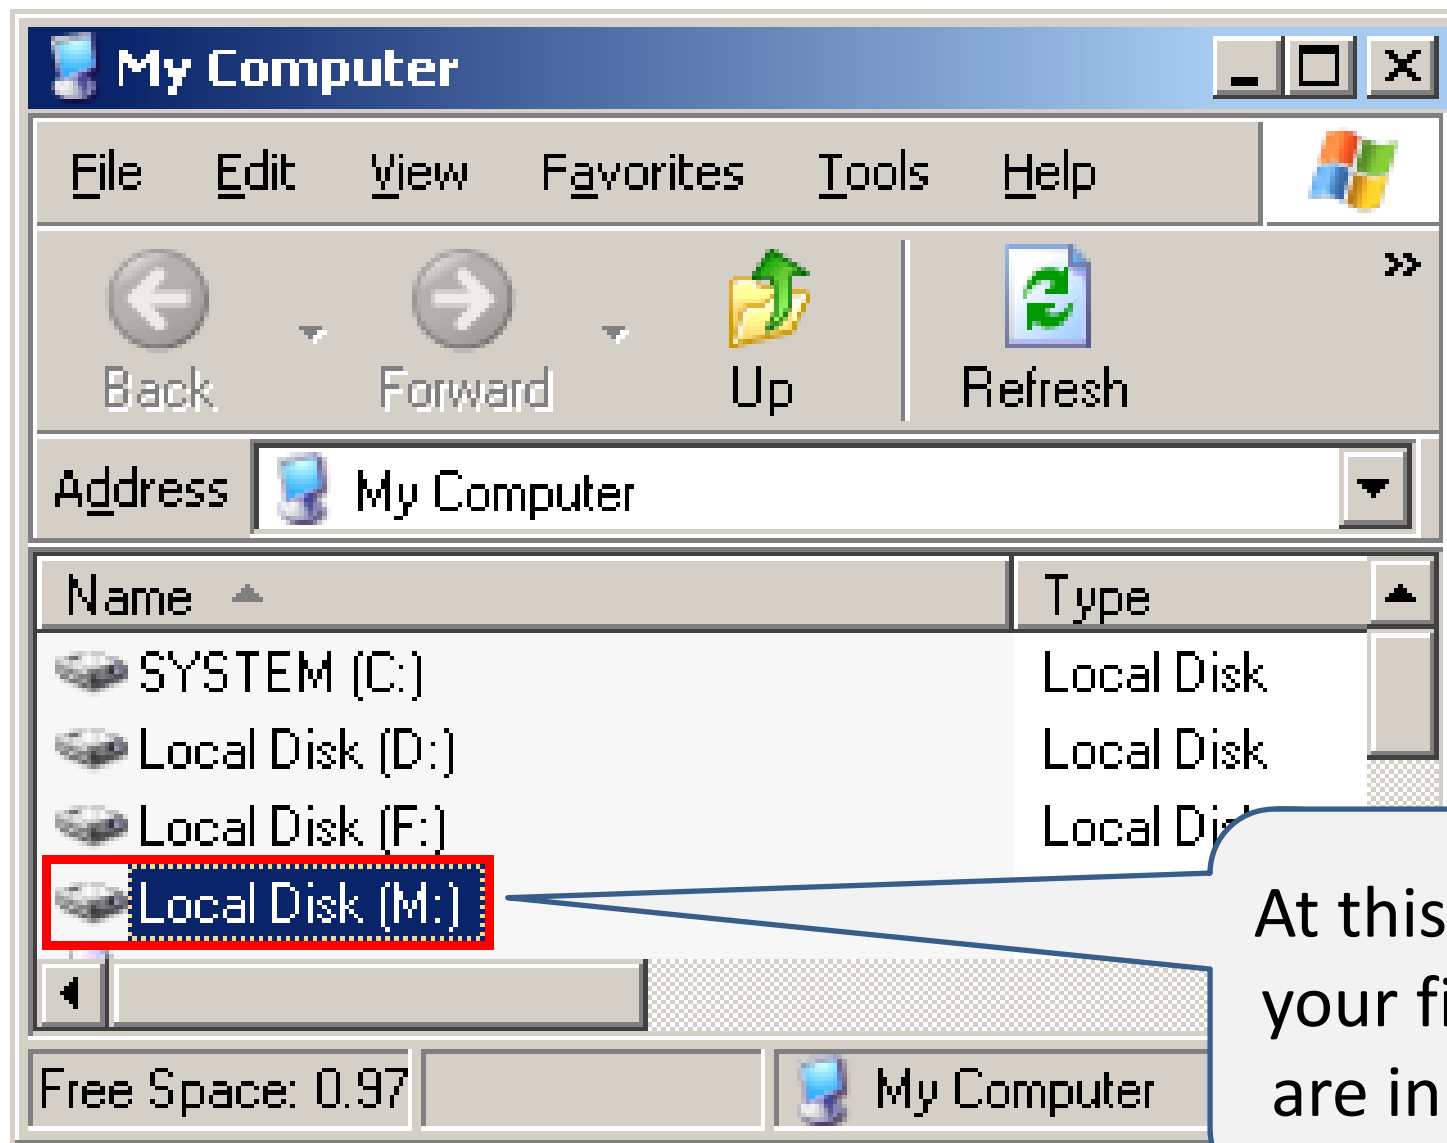 My Computer
File Edit View Favorites Tools Help
Back Forward Up Refresh
Address My Computer
Name Type
SYSTEM (C:) Local Disk
Local Disk (D:) Local Disk
Local Disk (F:) Local
Local Disk (M:)
At this
your
are in
Free Space: 0.97 My Computer